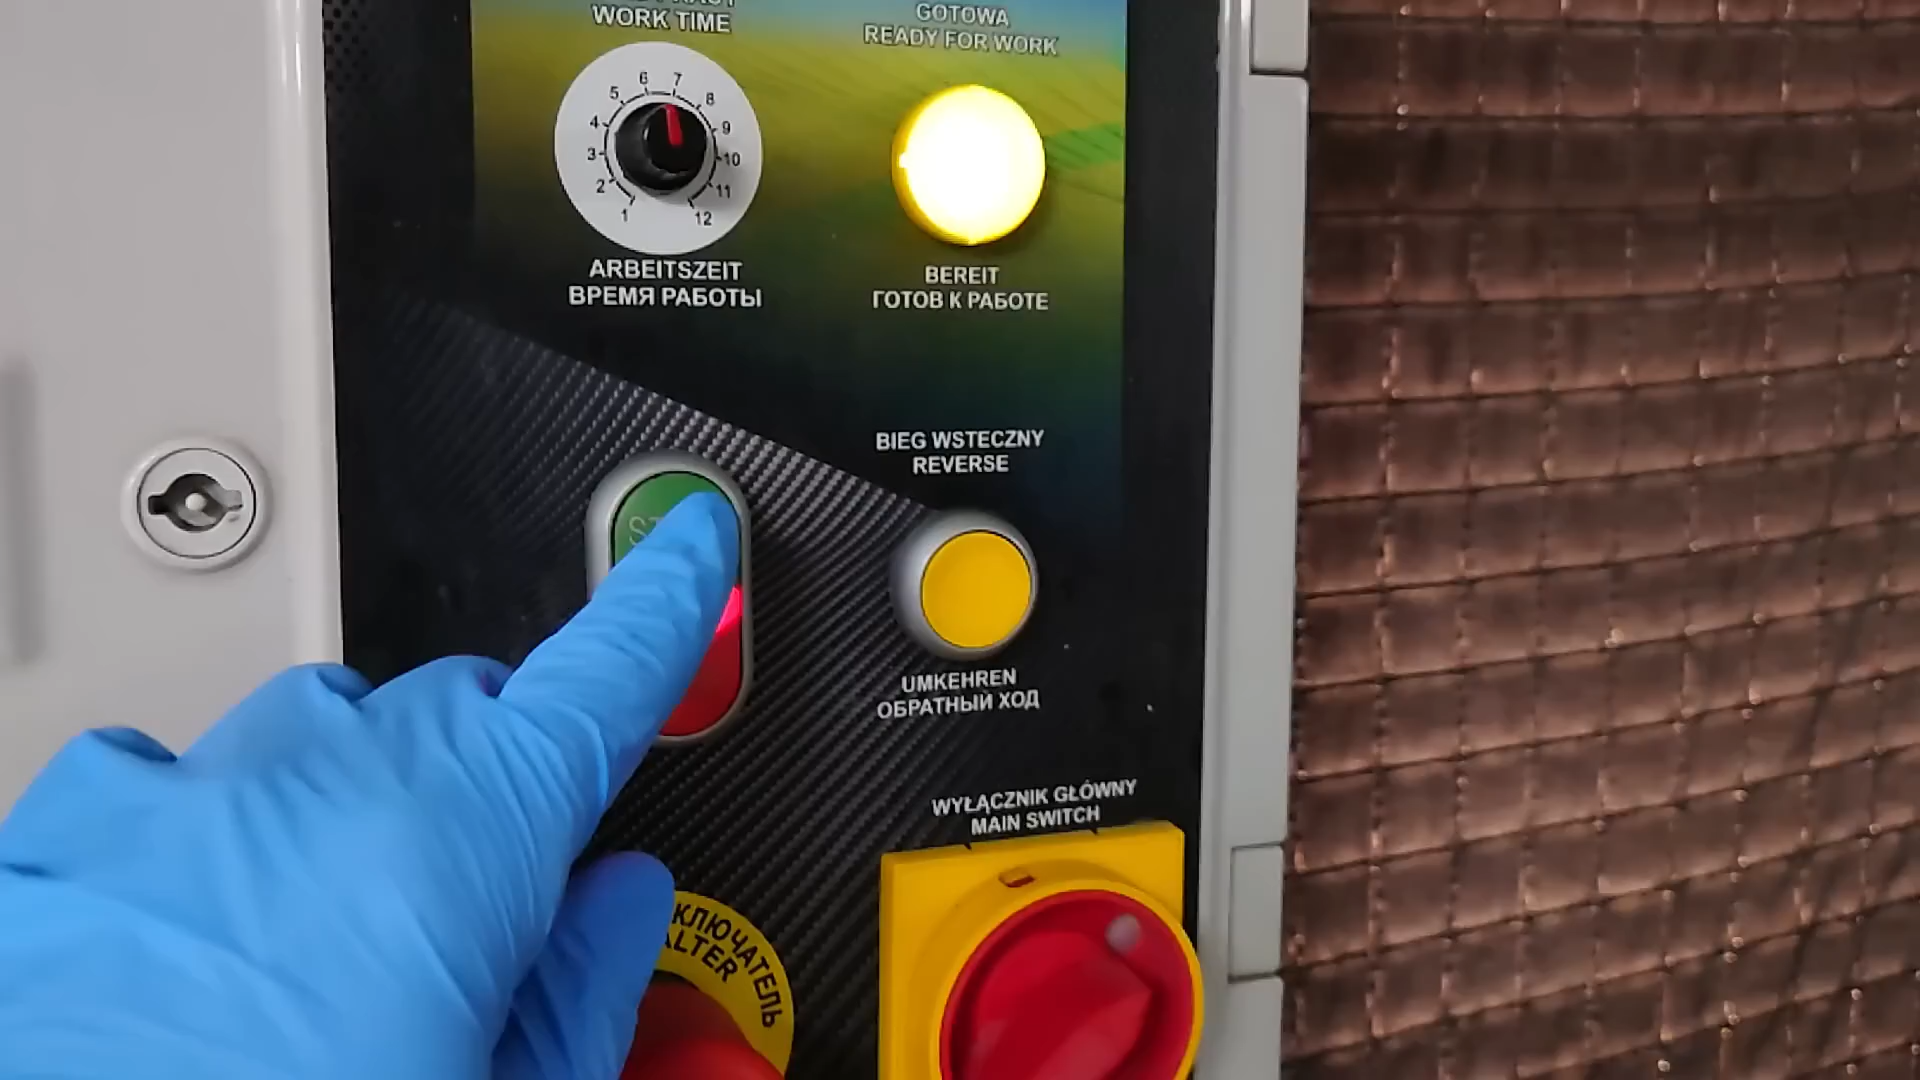 WORK TIME
GOTOWA
READY FOR WORK
1
2
3
4
5
6
7
8
9
10
11
12
ARBEITSZEIT
ВРЕМЯ РАБОТЫ
BEREIT
ГОТОВ К РАБОТЕ
BIEG WSTECZNY
REVERSE
UMKEHREN
ОБРАТНЫЙ ХОД
WYŁĄCZNIK GŁÓWNY
MAIN SWITCH